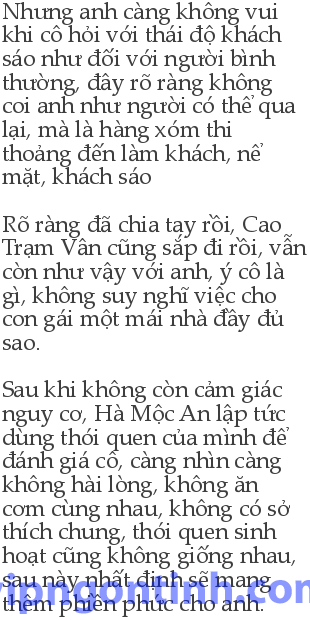 Nhưng anh càng không vui
khi cô hỏi với thái độ khách
sáo như đối với người bình
thường, đây rõ ràng không
coi anh như người có thể qua
lại, mà là hàng xóm thi
thoảng đến làm khách, nể
mặt, khách sáo
Rõ ràng đã chia tay rồi, Cao
Trạm Vân cũng sắp đi rồi, vẫn
còn như vậy với anh, ý cô là
gì, không suy nghĩ việc cho
con gái một mái nhà đầy đủ
sao.
Sau khi không còn cảm giác
nguy cơ, Hà Mộc An lập tức
dùng thói quen của mình để
đánh giá cô, càng nhìn càng
không hài lòng, không ăn
cơm cùng nhau, không có sở
thích chung, thói quen sinh
hoạt cũng không giống nhau,
sau này nhất định sẽ mang
thêm phiền phức cho anh.
vipngontinh.com